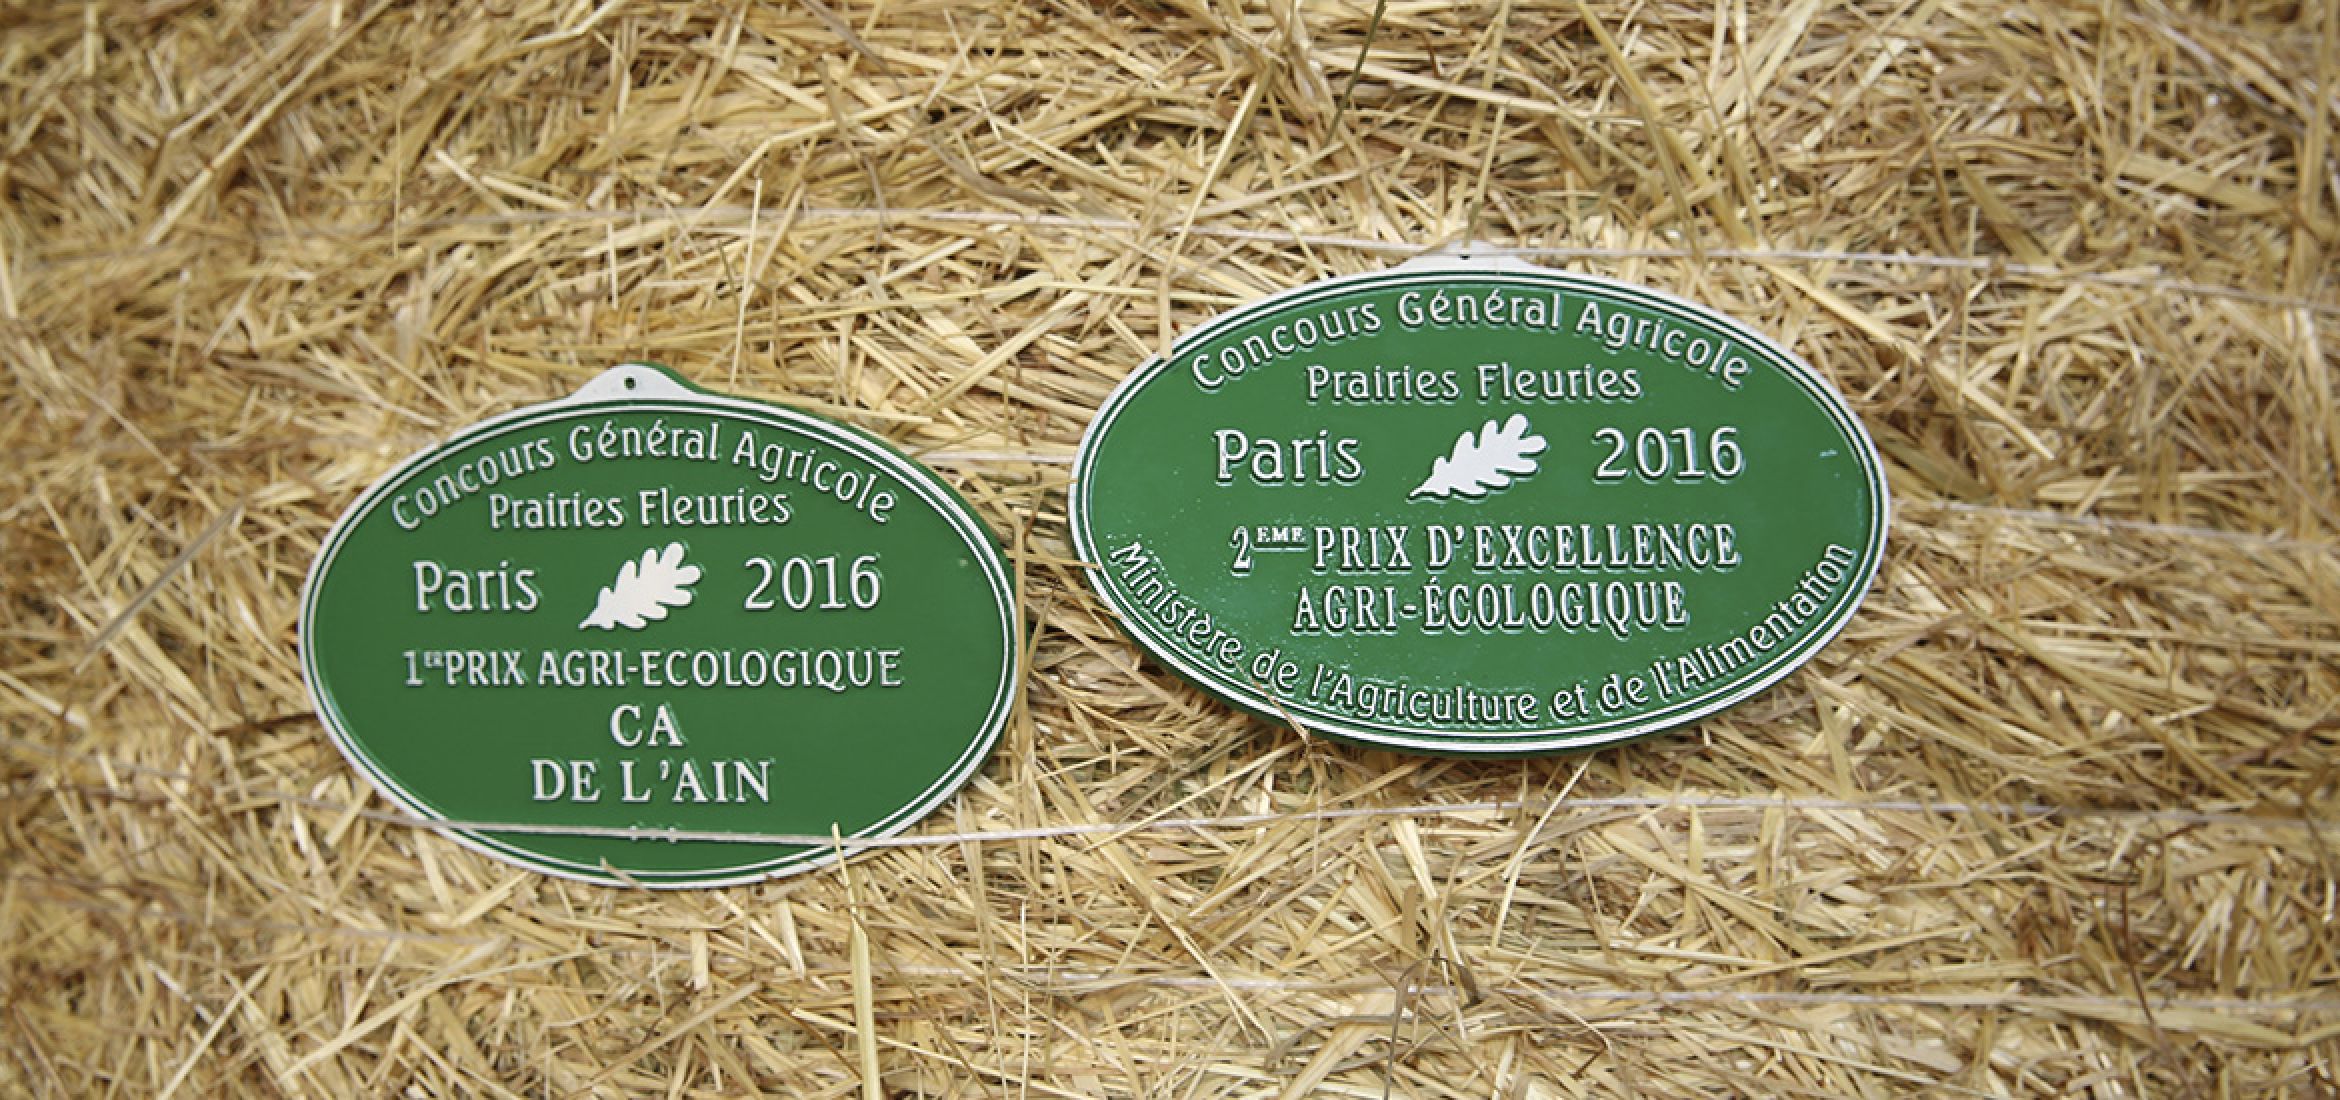 Concours Général Agricole
Prairies Fleuries
Paris 2016
1ER PRIX AGRI-ECOLOGIQUE
CA
DE L'AIN
Concours Général Agricole
Prairies Fleuries
Paris 2016
2EME PRIX D'EXCELLENCE
AGRI-ÉCOLOGIQUE
Ministère de l'Agriculture et de l'Alimentation